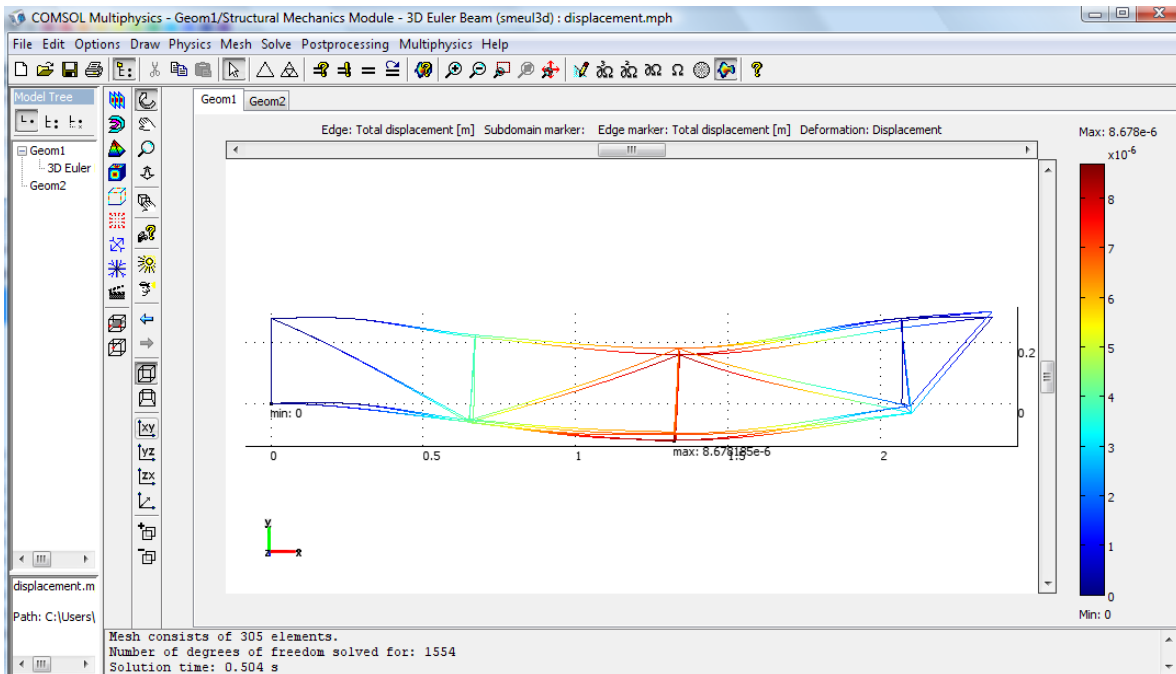 COMSOL Multiphysics - Geom1/Structural Mechanics Module - 3D Euler Beam (smeul3d) : displacement.mph
File Edit Options Draw Physics Mesh Solve Postprocessing Multiphysics Help
Model Tree
Geom1
3D Euler
Geom2
Geom1 Geom2
Edge: Total displacement [m] Subdomain marker: Edge marker: Total displacement [m] Deformation: Displacement
Max: 8.678e-6
x10-6
8
7
6
5
4
3
2
1
0
Min: 0
0.2
0
min: 0
max: 8.678185e-6
0 0.5 1 1.5 2
y
z x
xy
yz
zx
displacement.m
Path: C:\Users\
Mesh consists of 305 elements.
Number of degrees of freedom solved for: 1554
Solution time: 0.504 s